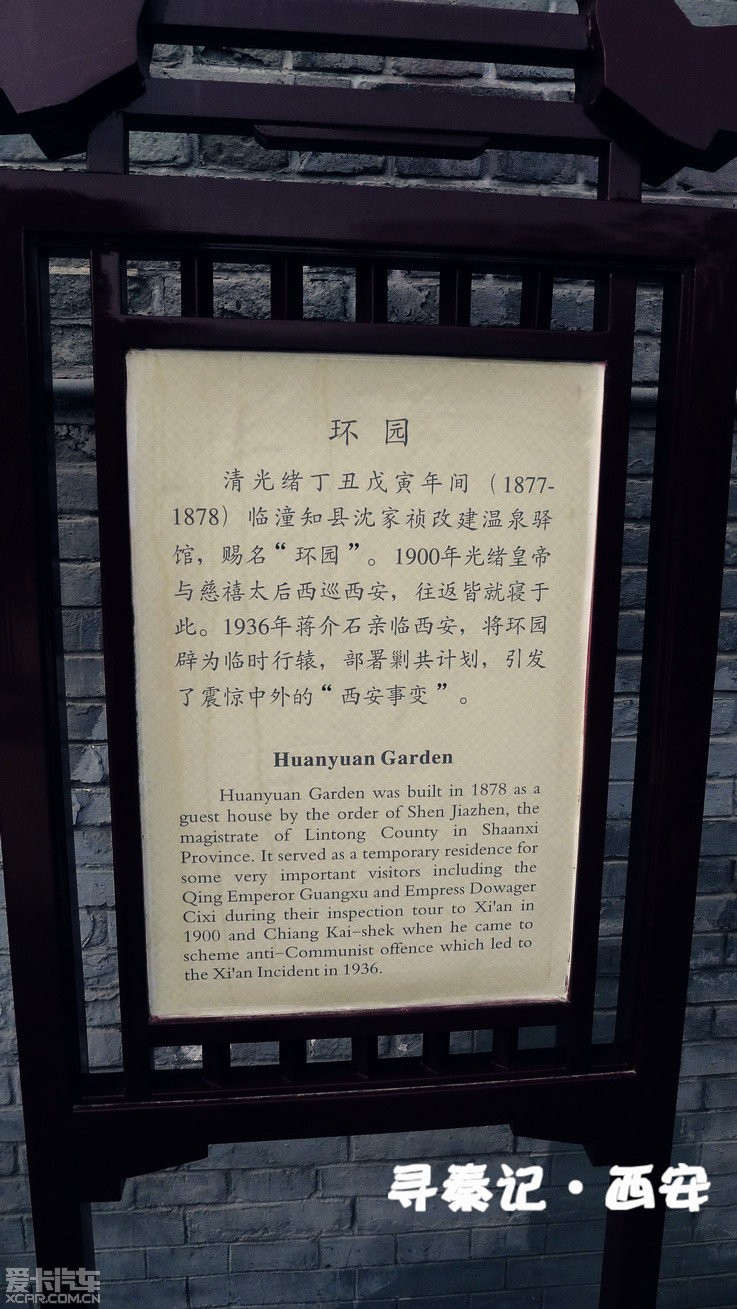 环 园
清光绪丁丑戊寅年间（1877-
1878）临潼知县沈家祯改建温泉驿
馆，赐名“环园”。1900年光绪皇帝
与慈禧太后西巡西安，往返皆就寝于
此。1936年蒋介石亲临西安，将环园
辟为临时行辕，部署剿共计划，引发
了震惊中外的“西安事变”。
Huanyuan Garden
Huanyuan Garden was built in 1878 as a
guest house by the order of Shen Jiazhen, the
magistrate of Lintong County in Shaanxi
Province. It served as a temporary residence for
some very important visitors including the
Qing Emperor Guangxu and Empress Dowager
Cixi during their inspection tour to Xi'an in
1900 and Chiang Kai-shek when he came to
scheme anti-Communist offence which led to
the Xi'an Incident in 1936.
寻秦记·西安
爱卡汽车
XCAR.COM.CN